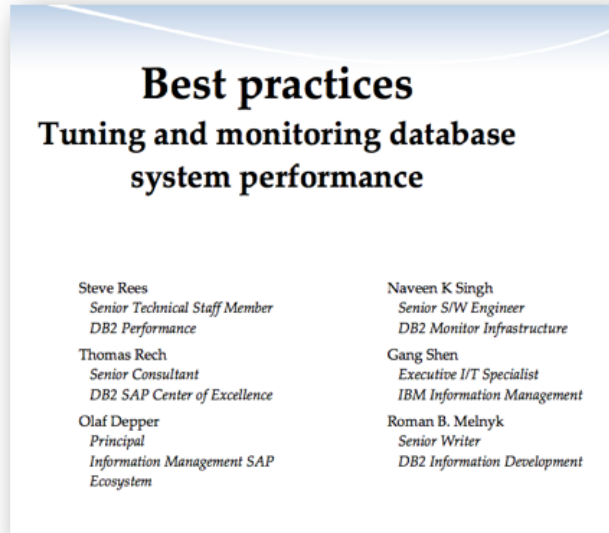 Best practices
Tuning and monitoring database
system performance
Steve Rees
Senior Technical Staff Member
DB2 Performance
Thomas Rech
Senior Consultant
DB2 SAP Center of Excellence
Olaf Depper
Principal
Information Management SAP
Ecosystem
Naveen K Singh
Senior S/W Engineer
DB2 Monitor Infrastructure
Gang Shen
Executive I/T Specialist
IBM Information Management
Roman B. Melnyk
Senior Writer
DB2 Information Development